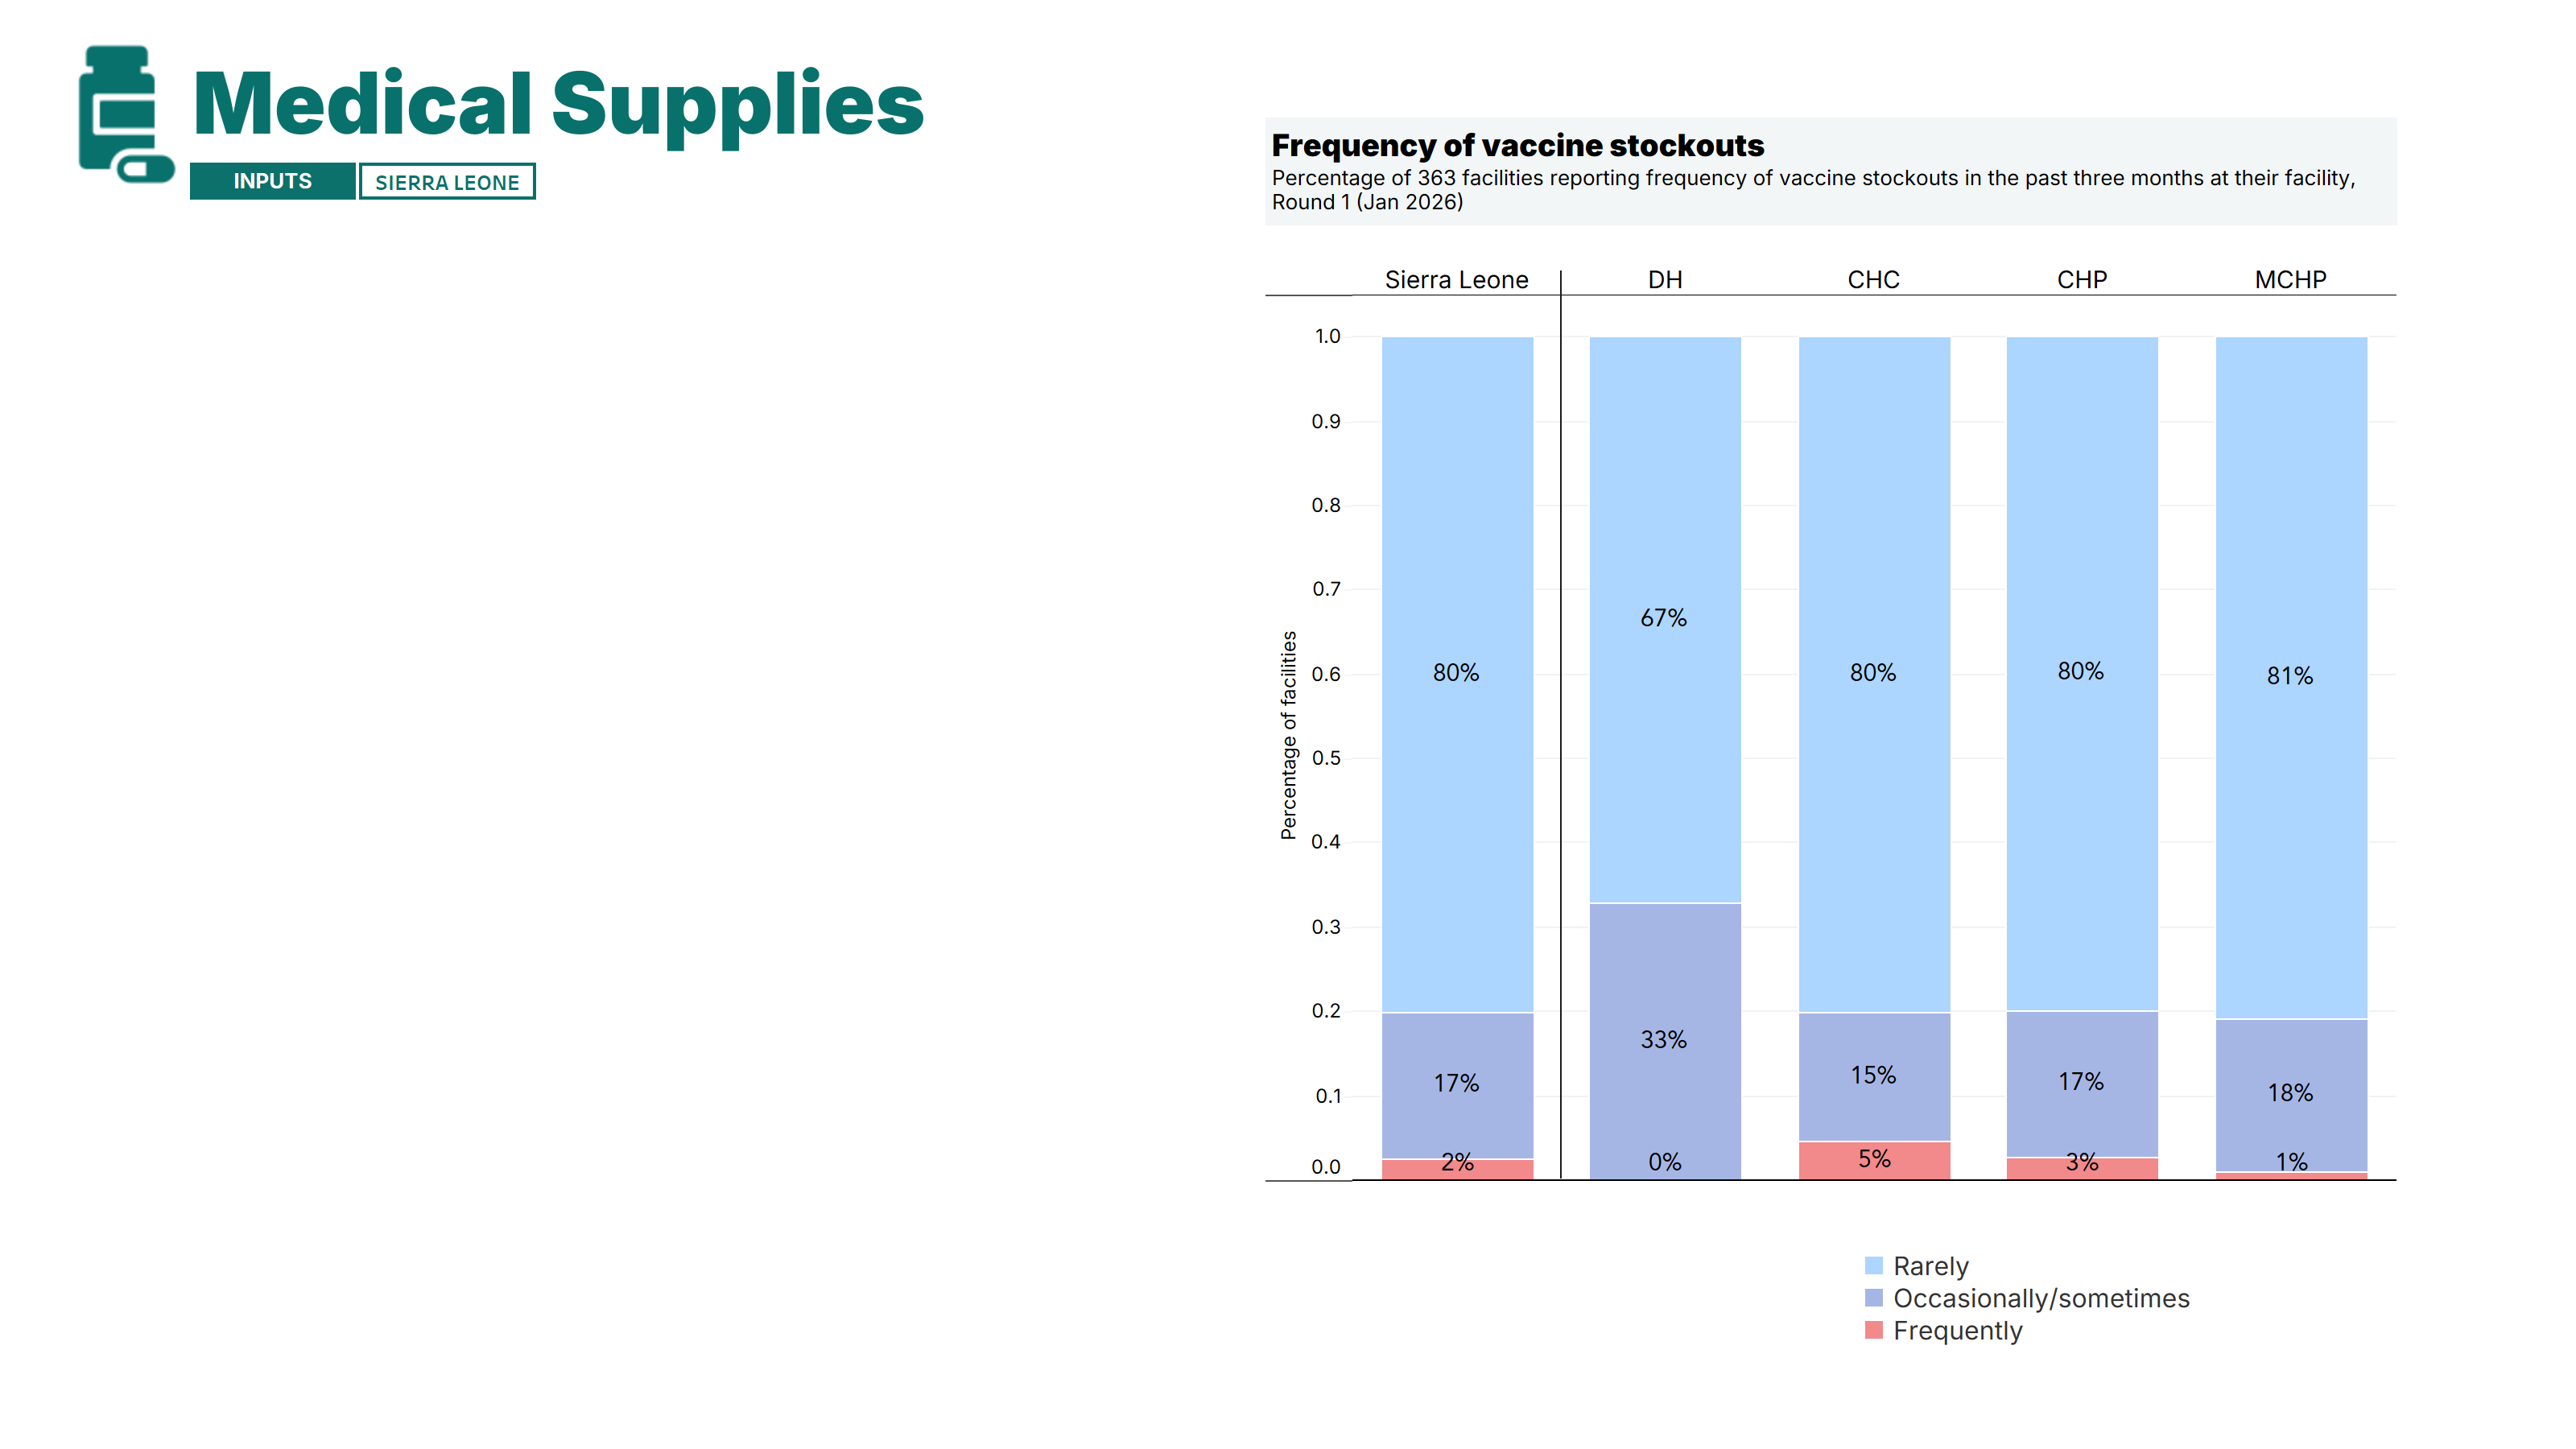 Medical Supplies
INPUTS
SIERRA LEONE
Frequency of vaccine stockouts
Percentage of 363 facilities reporting frequency of vaccine stockouts in the past three months at their facility,
Round 1 (Jan 2026)
Sierra Leone DH CHC CHP MCHP
Percentage of facilities
1.0
0.9
0.8
0.7
0.6
0.5
0.4
0.3
0.2
0.1
0.0
80% 67% 80% 80% 81%
17% 33% 15% 17% 18%
2% 0% 5% 3% 1%
Rarely
Occasionally/sometimes
Frequently